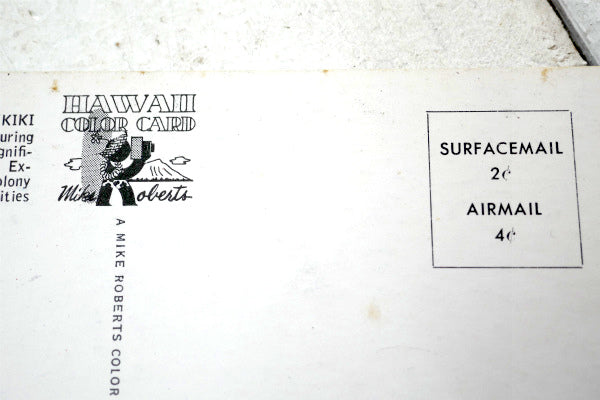 KIKI
uring
gnifi-
Ex-
olony
ities
HAWAII
COLOR CARD
Mike Roberts
A MIKE ROBERTS COLOR
SURFACEMAIL
2¢
AIRMAIL
4¢